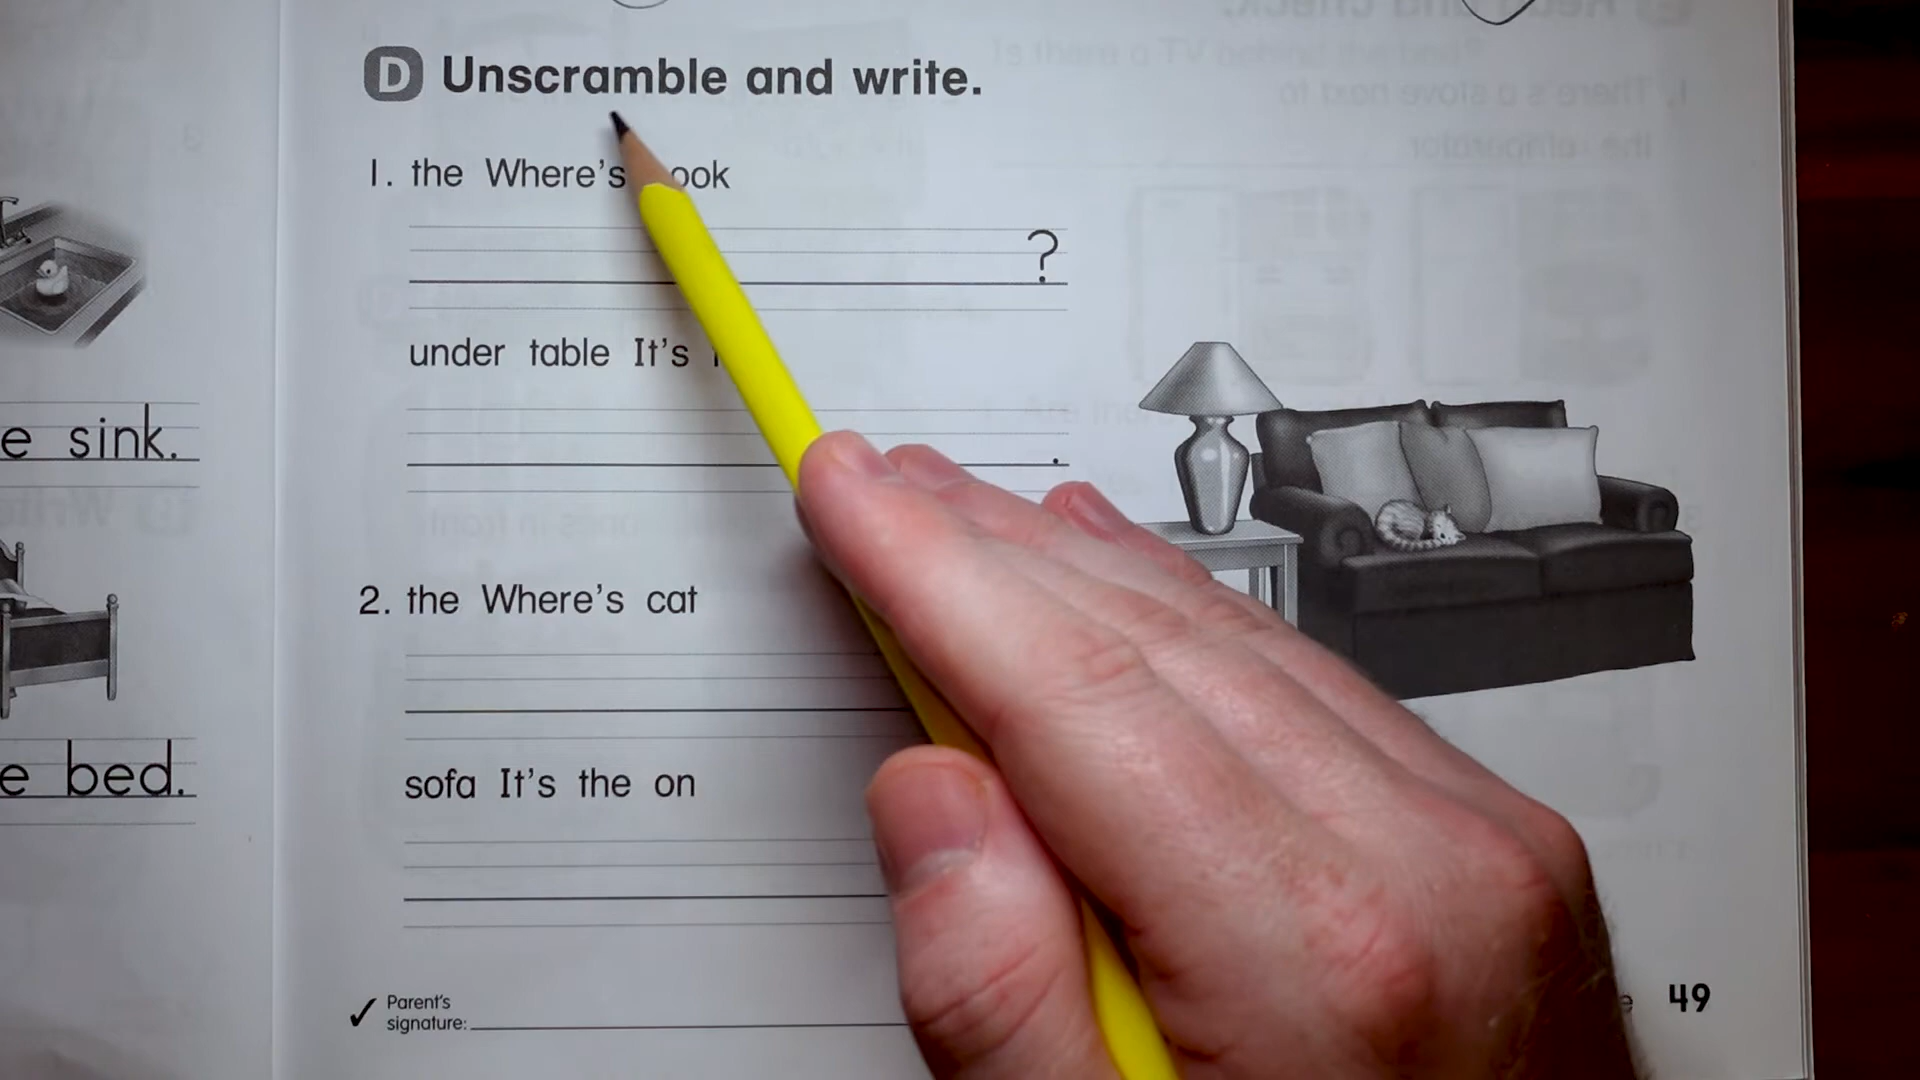 D Unscramble and write.
1. the Where's
?
under table It's
.
e sink.
2. the Where's cat
e bed.
sofa It's the on
✓ Parent's
signature:
49